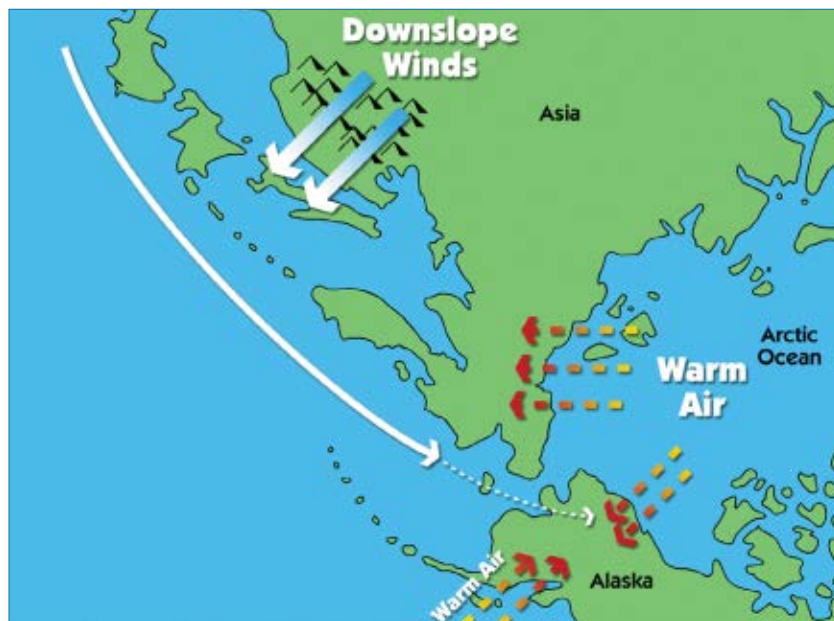 Downslope
Winds
Asia
Arctic
Ocean
Warm
Air
Warm Air
Alaska